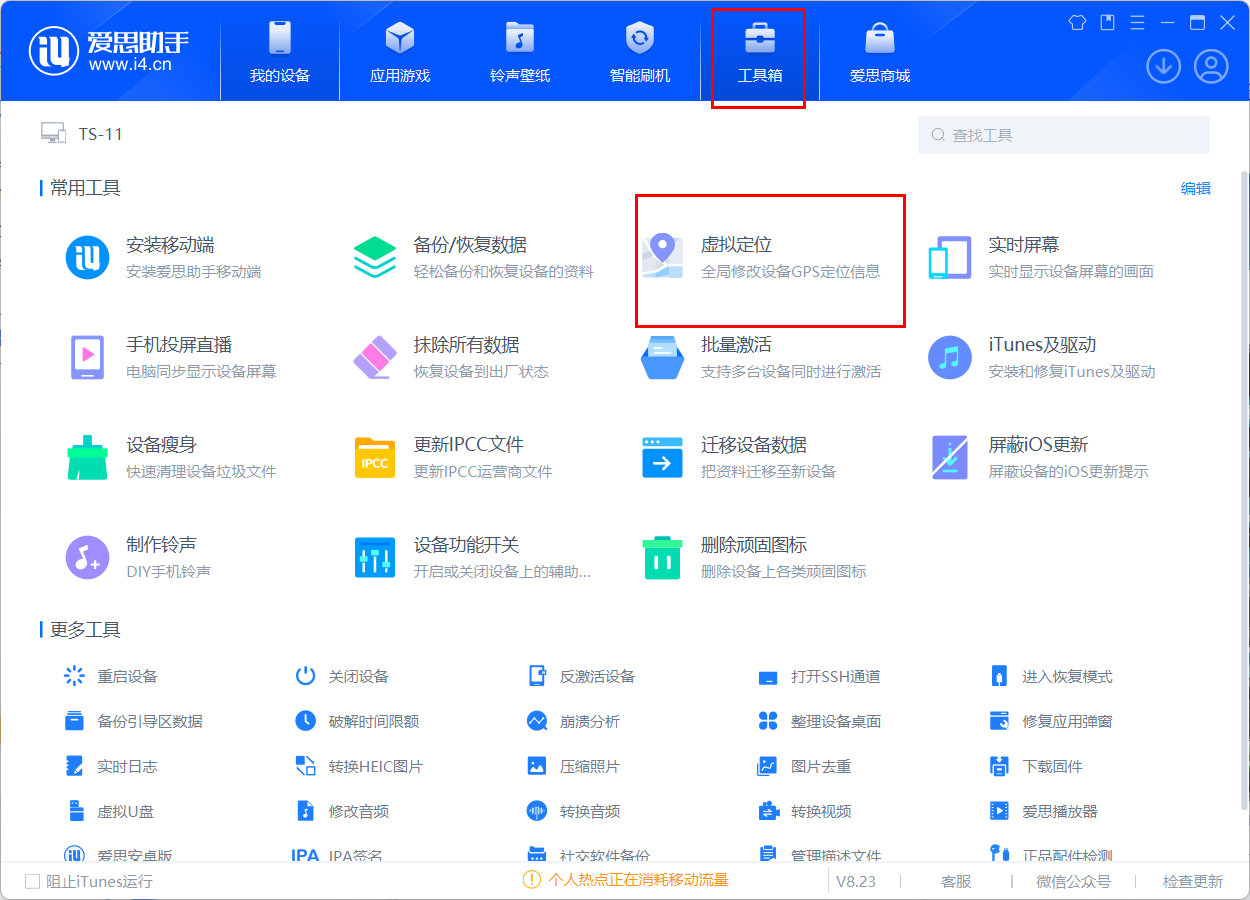 iU 爱思助手
www.i4.cn
我的设备
应用游戏
铃声壁纸
智能刷机
工具箱
爱思商城
TS-11
查找工具
常用工具
编辑
安装移动端
安装爱思助手移动端
备份/恢复数据
轻松备份和恢复设备的资料
虚拟定位
全局修改设备GPS定位信息
实时屏幕
实时显示设备屏幕的画面
手机投屏直播
电脑同步显示设备屏幕
抹除所有数据
恢复设备到出厂状态
批量激活
支持多台设备同时进行激活
iTunes及驱动
安装和修复iTunes及驱动
设备瘦身
快速清理设备垃圾文件
IPCC
更新IPCC文件
更新IPCC运营商文件
迁移设备数据
把资料迁移至新设备
屏蔽iOS更新
屏蔽设备的iOS更新提示
制作铃声
DIY手机铃声
设备功能开关
开启或关闭设备上的辅助...
删除顽固图标
删除设备上各类顽固图标
更多工具
重启设备
关闭设备
反激活设备
打开SSH通道
进入恢复模式
备份引导区数据
破解时间限额
崩溃分析
整理设备桌面
修复应用弹窗
实时日志
转换HEIC图片
压缩照片
图片去重
下载固件
虚拟U盘
修改音频
转换音频
转换视频
爱思播放器
爱思安卓版
IPA IPA签名
社交软件备份
管理描述文件
正品配件检测
阻止iTunes运行
个人热点正在消耗移动流量
V8.23
客服
微信公众号
检查更新